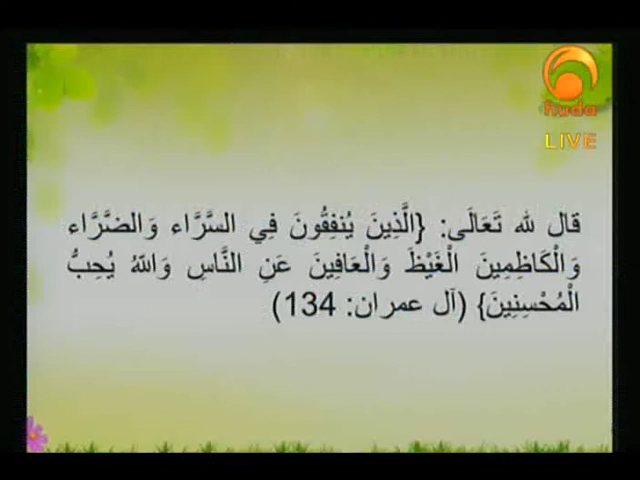 huda
LIVE
قال لله تَعَالَى: {الَّذِينَ يُنفِقُونَ فِي السَّرَّاء وَالضَّرَّاء
وَالْكَاظِمِينَ الْغَيْظَ وَالْعَافِينَ عَنِ النَّاسِ وَاللّهُ يُحِبُّ
الْمُحْسِنِينَ} (آل عمران: 134)